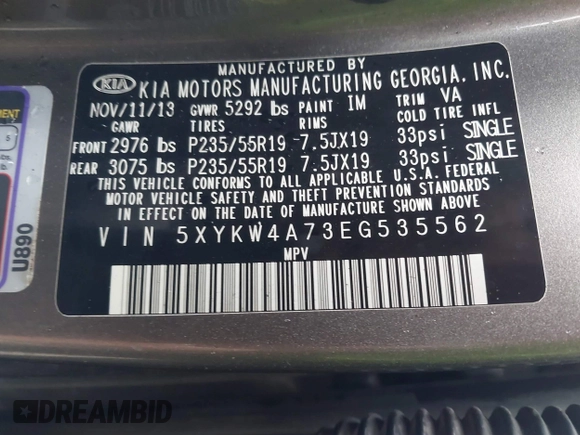 MANUFACTURED BY
KIA KIA MOTORS MANUFACTURING GEORGIA, INC.
NOV/11/13 GVWR 5292 lbs PAINT IM TRIM VA
GAWR TIRES RIMS COLD TIRE INFL
FRONT 2976 lbs P235/55R19 7.5JX19 33psi SINGLE
REAR 3075 lbs P235/55R19 7.5JX19 33psi SINGLE
THIS VEHICLE CONFORMS TO ALL APPLICABLE U.S.A. FEDERAL
MOTOR VEHICLE SAFETY AND THEFT PREVENTION STANDARDS
IN EFFECT ON THE DATE OF MANUFACTURE SHOWN ABOVE
VIN 5XYKW4A73EG535562
MPV
U890
DREAMBID